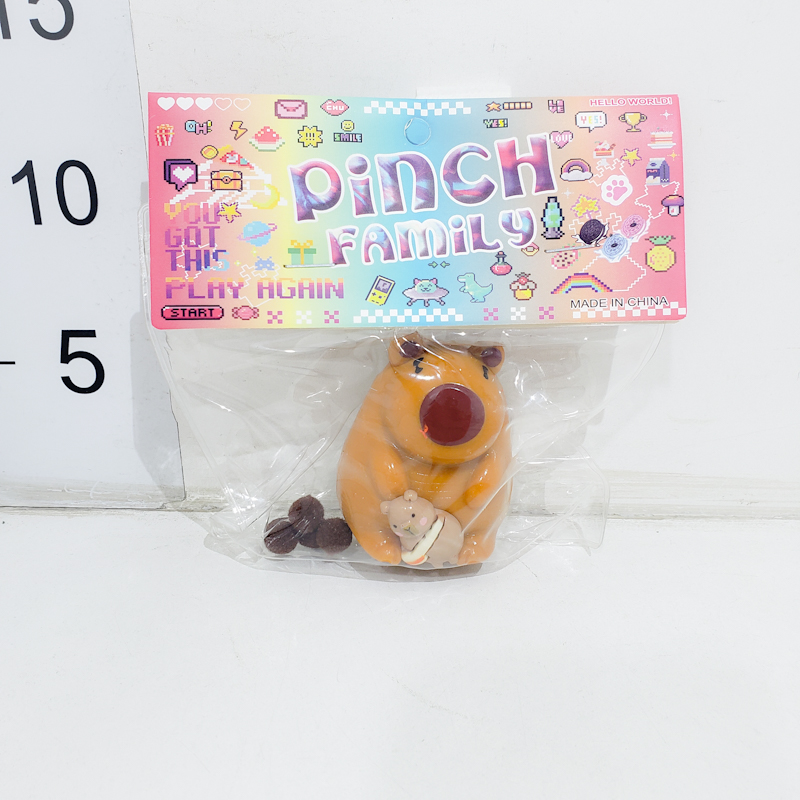 15
10
5
HELLO WORLD!
OH!
CHU
YES!
YES!
SMILE
PINCH
FAMILY
YOU
GOT
THIS
PLAY AGAIN
START
MADE IN CHINA